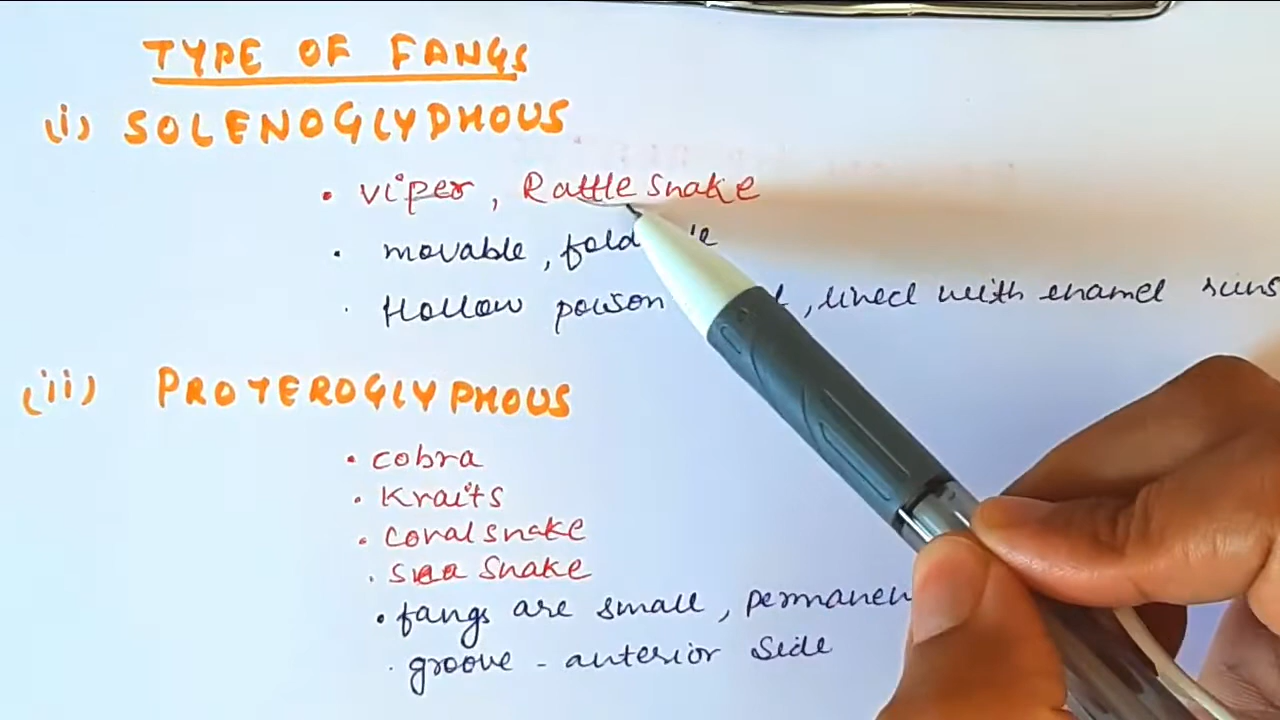 TYPE OF FANGS
(i) SOLENOGLYPHOUS
• Viper, Rattle snake
• movable, fold
• Hollow poison , lined with enamel runs
(ii) PROTEROGLYPHOUS
• cobra
• Kraits
• Coral snake
• Sea Snake
• fangs are small, permanen
• groove - anterior side